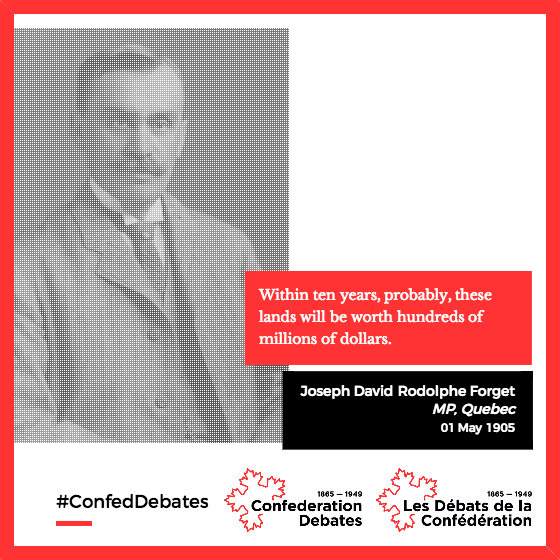 Within ten years, probably, these
lands will be worth hundreds of
millions of dollars.
Joseph David Rodolphe Forget
MP, Quebec
01 May 1905
#ConfedDebates
1865 — 1949
Confederation
Debates
1865 — 1949
Les Débats de la
Confédération